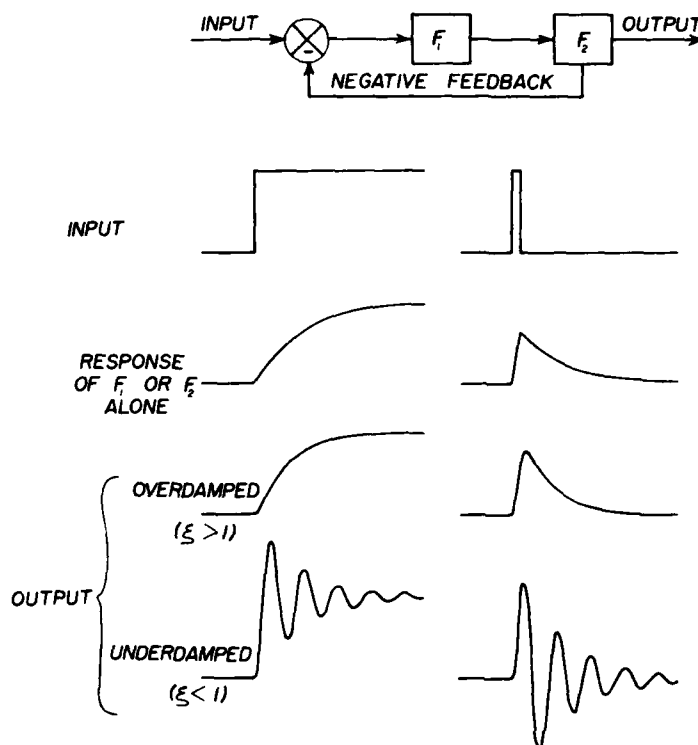 INPUT
OUTPUT
-
F₁
F₂
NEGATIVE FEEDBACK
INPUT
RESPONSE
OF F₁ OR F₂
ALONE
OVERDAMPED
(ξ > 1)
OUTPUT
UNDERDAMPED
(ξ < 1)